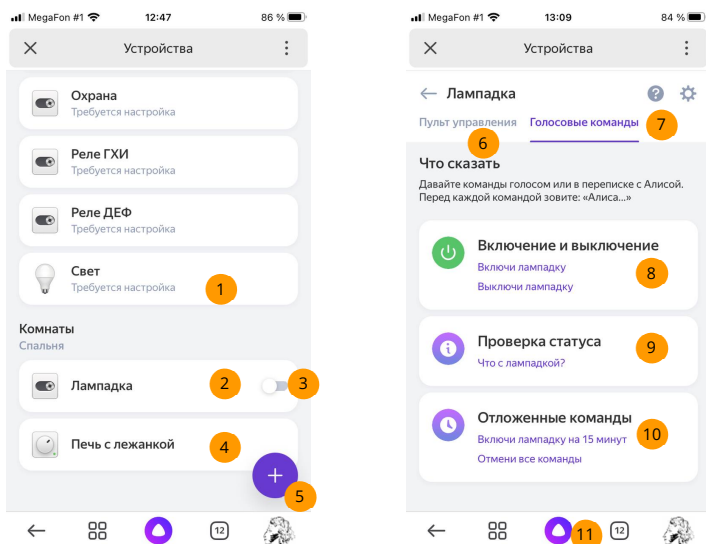 MegaFon #1 12:47 86 %
Устройства
Охрана
Требуется настройка
Реле ГХИ
Требуется настройка
Реле ДЕФ
Требуется настройка
Свет
Требуется настройка
1
Комнаты
Спальня
Лампадка
2
3
Печь с лежанкой
4
5
12
MegaFon #1 13:09 84 %
Устройства
Лампадка
Пульт управления Голосовые команды
7
6
Что сказать
Давайте команды голосом или в переписке с Алисой.
Перед каждой командой зовите: «Алиса...»
Включение и выключение
Включи лампадку
8
Выключи лампадку
Проверка статуса
9
Что с лампадкой?
Отложенные команды
Включи лампадку на 15 минут
10
Отмени все команды
11
12